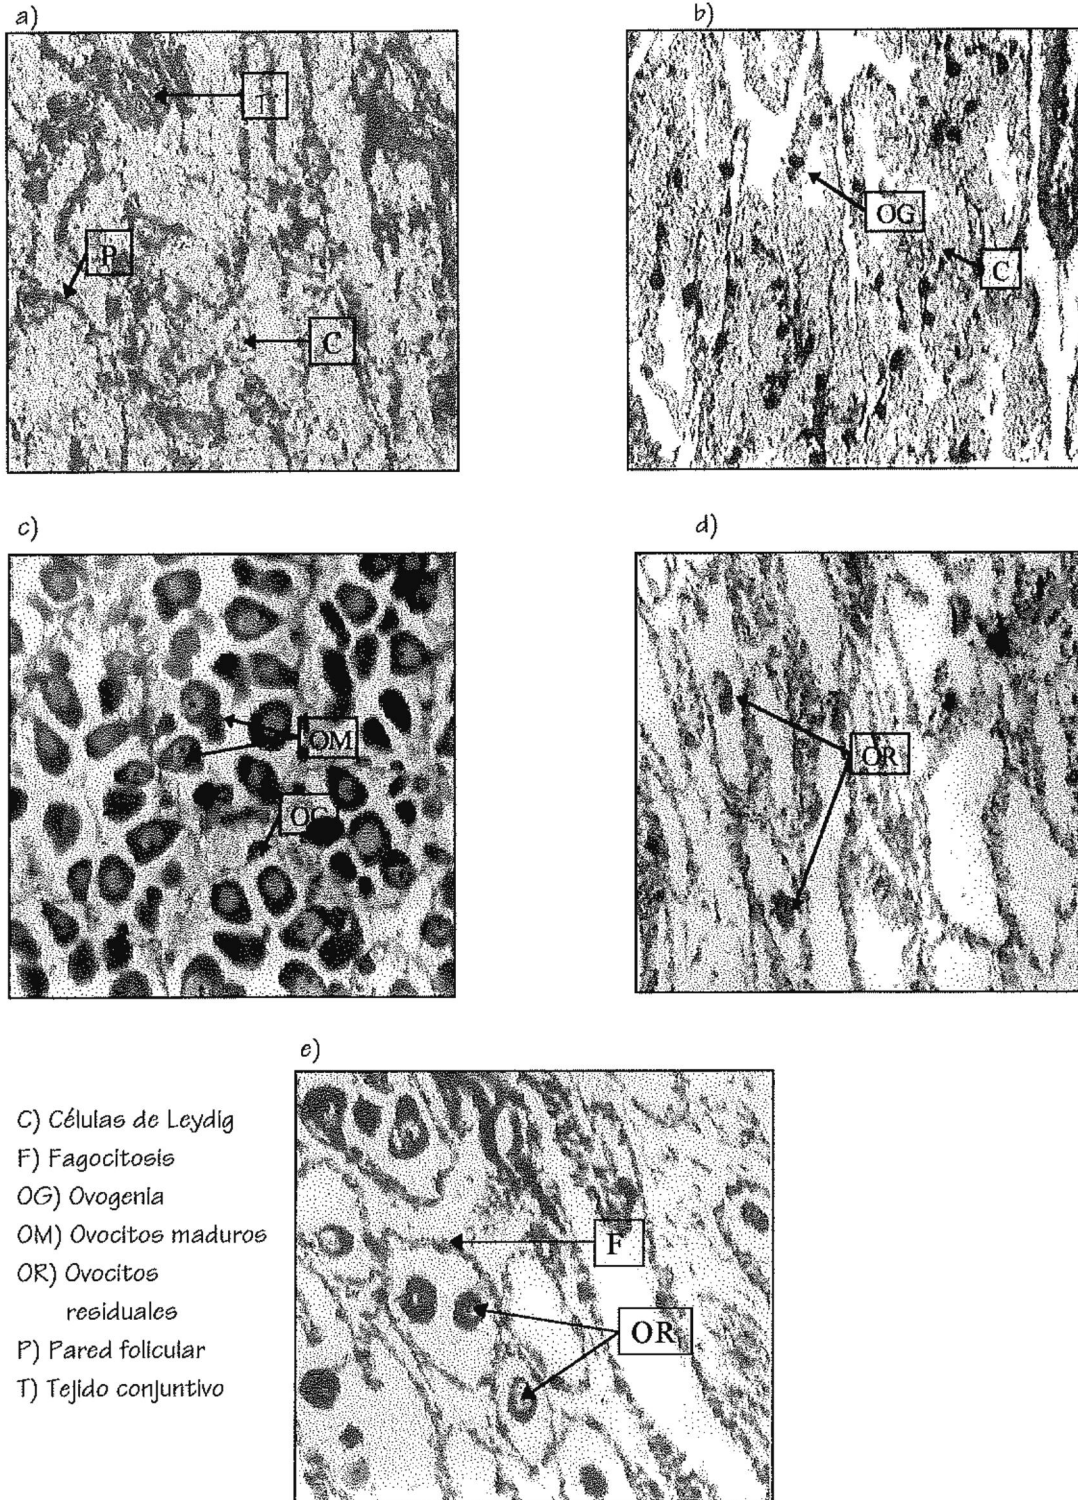 a)
b)
T
P
C
OG
C
c)
d)
OM
OG
OR
e)
C) Células de Leydig
F) Fagocitosis
OG) Ovogenia
OM) Ovocitos maduros
OR) Ovocitos
residuales
P) Pared folicular
T) Tejido conjuntivo
F
OR